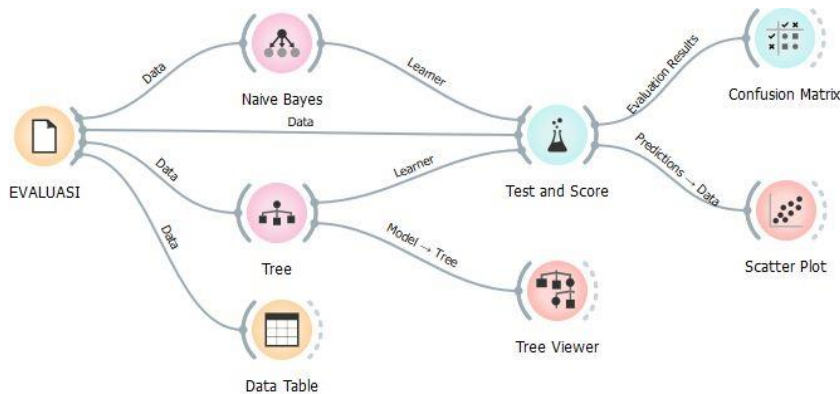 Data
Naive Bayes
Learner
Evaluation Results
Confusion Matrix
Data
EVALUASI
Data
Learner
Test and Score
Predictions → Data
Data
Tree
Model → Tree
Scatter Plot
Data Table
Tree Viewer